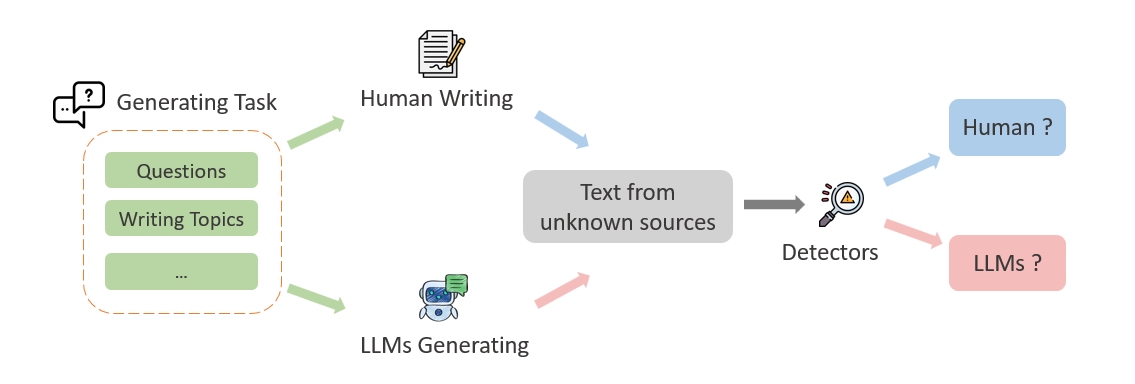 ?
..
Generating Task
Questions
Writing Topics
...
Human Writing
LLMs Generating
Text from
unknown sources
Detectors
Human ?
LLMs ?